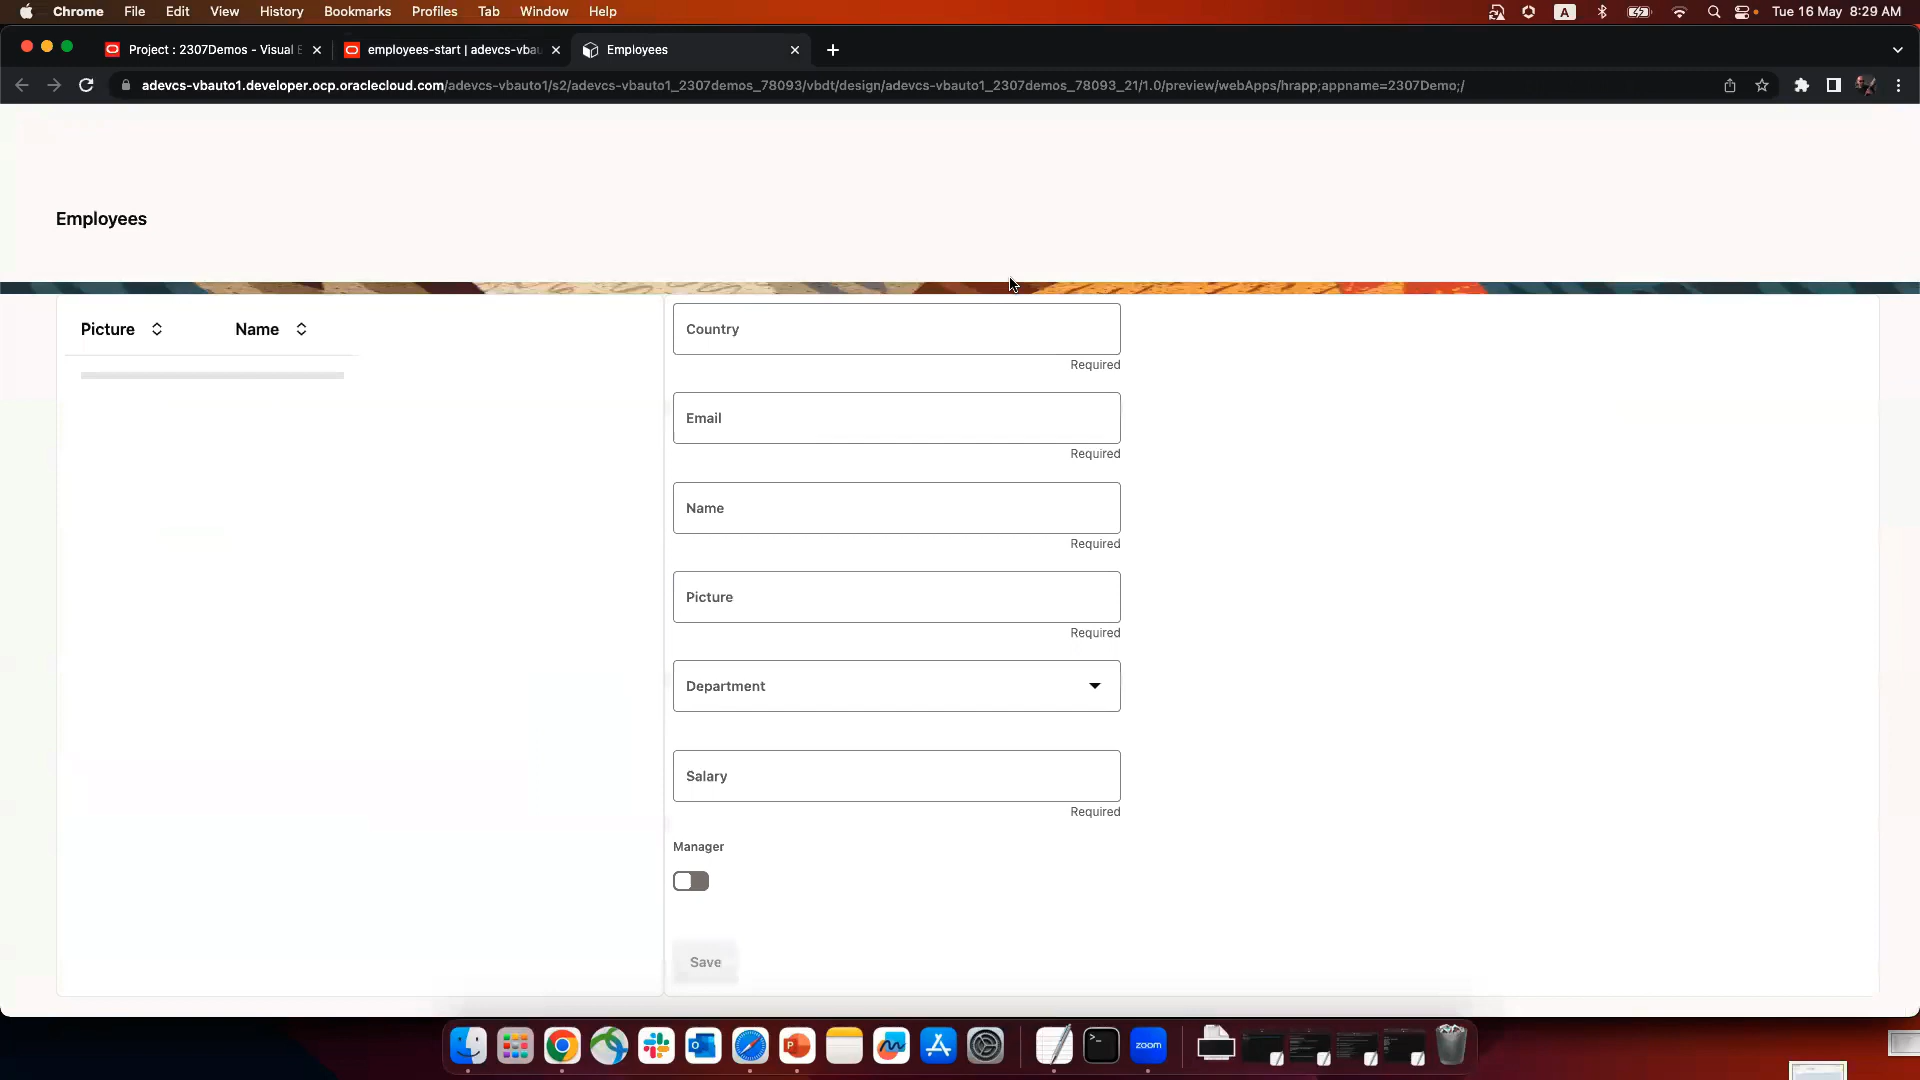 Chrome File Edit View History Bookmarks Profiles Tab Window Help
A
Tue 16 May 8:29 AM
Project : 2307Demos - Visual
employees-start | adevcs-vbau
Employees
adevcs-vbauto1.developer.ocp.oraclecloud.com/adevcs-vbauto1/s2/adevcs-vbauto1_2307demos_78093/vbdt/design/adevcs-vbauto1_2307demos_78093_21/1.0/preview/webApps/hrapp;appname=2307Demo;/
Employees
Picture Name
Country
Required
Email
Required
Name
Required
Picture
Required
Department
Salary
Required
Manager
Save
zoom